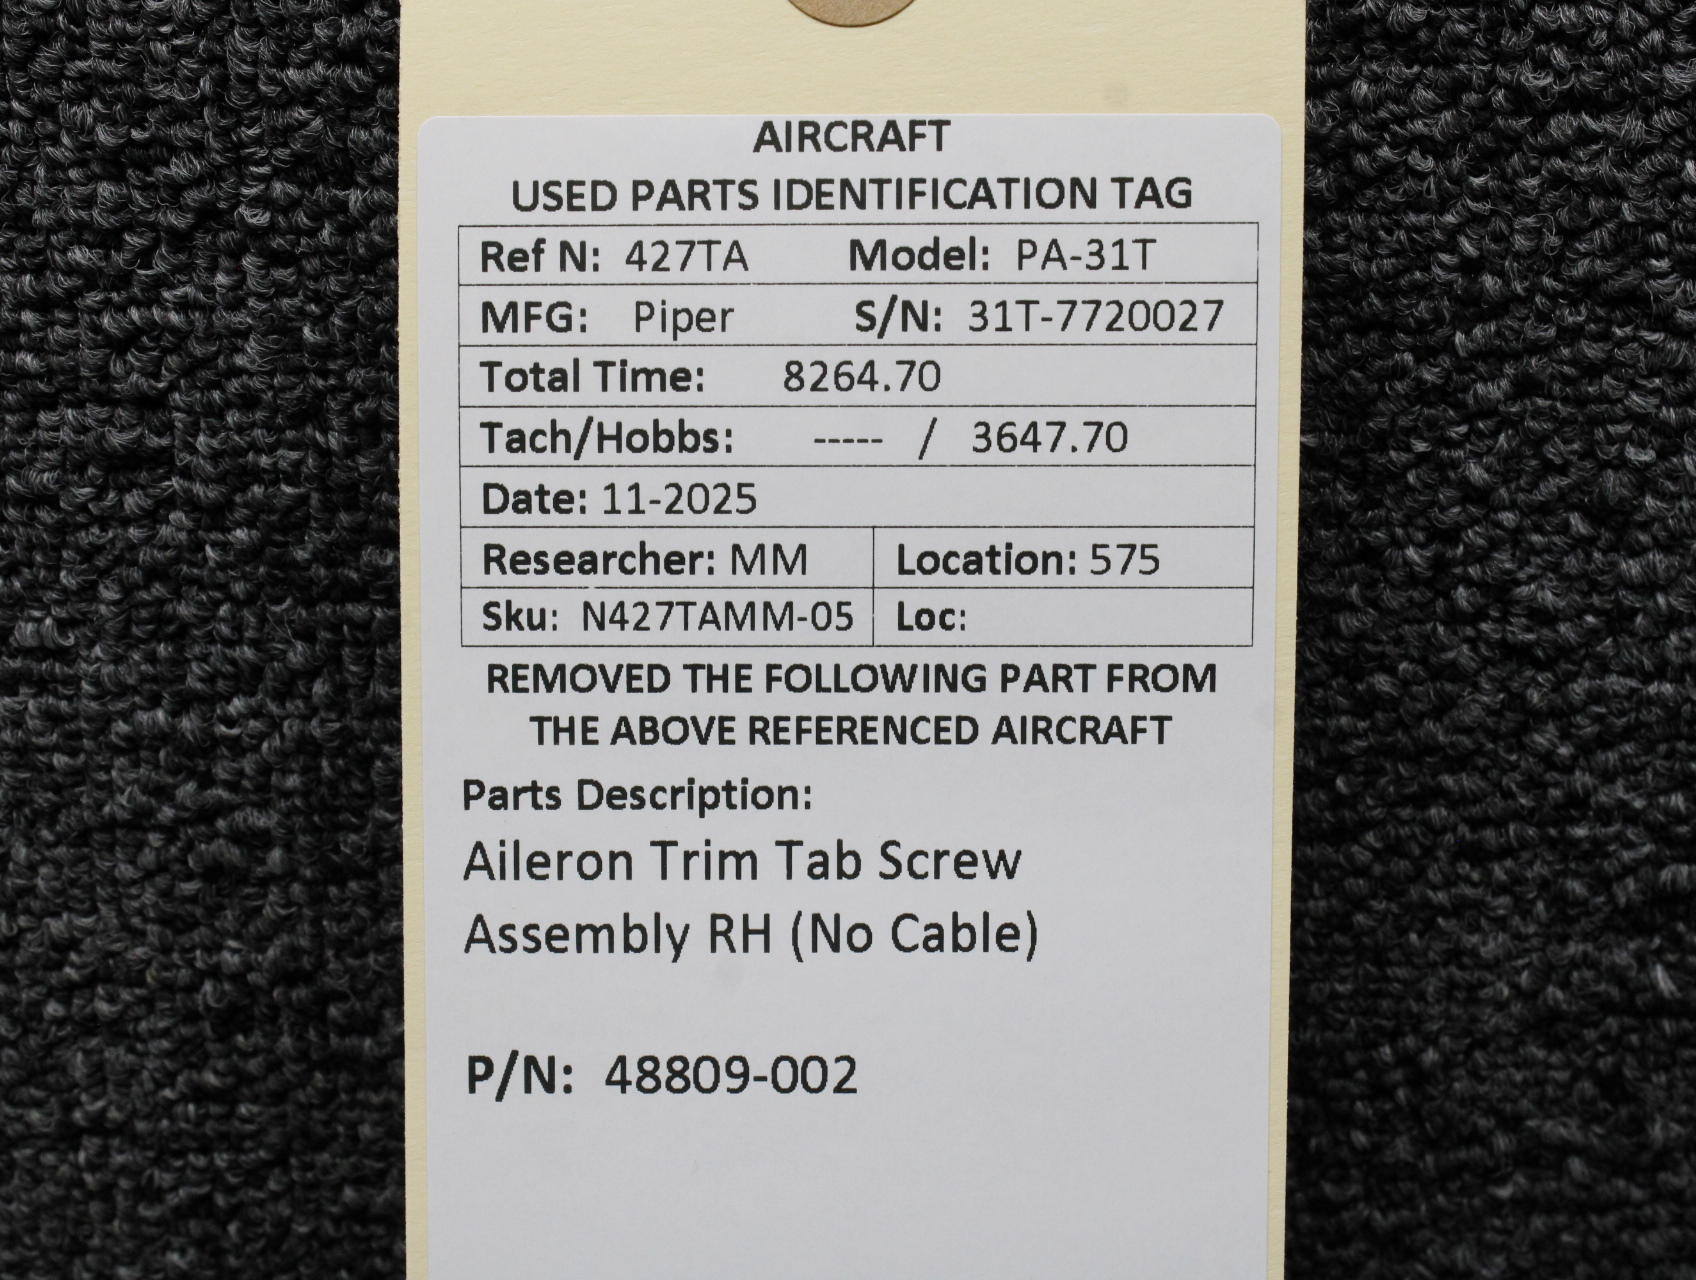 AIRCRAFT
USED PARTS IDENTIFICATION TAG
Ref N: 427TA Model: PA-31T
MFG: Piper S/N: 31T-7720027
Total Time: 8264.70
Tach/Hobbs: ----- / 3647.70
Date: 11-2025
Researcher: MM Location: 575
Sku: N427TAMM-05 Loc:
REMOVED THE FOLLOWING PART FROM
THE ABOVE REFERENCED AIRCRAFT
Parts Description:
Aileron Trim Tab Screw
Assembly RH (No Cable)
P/N: 48809-002